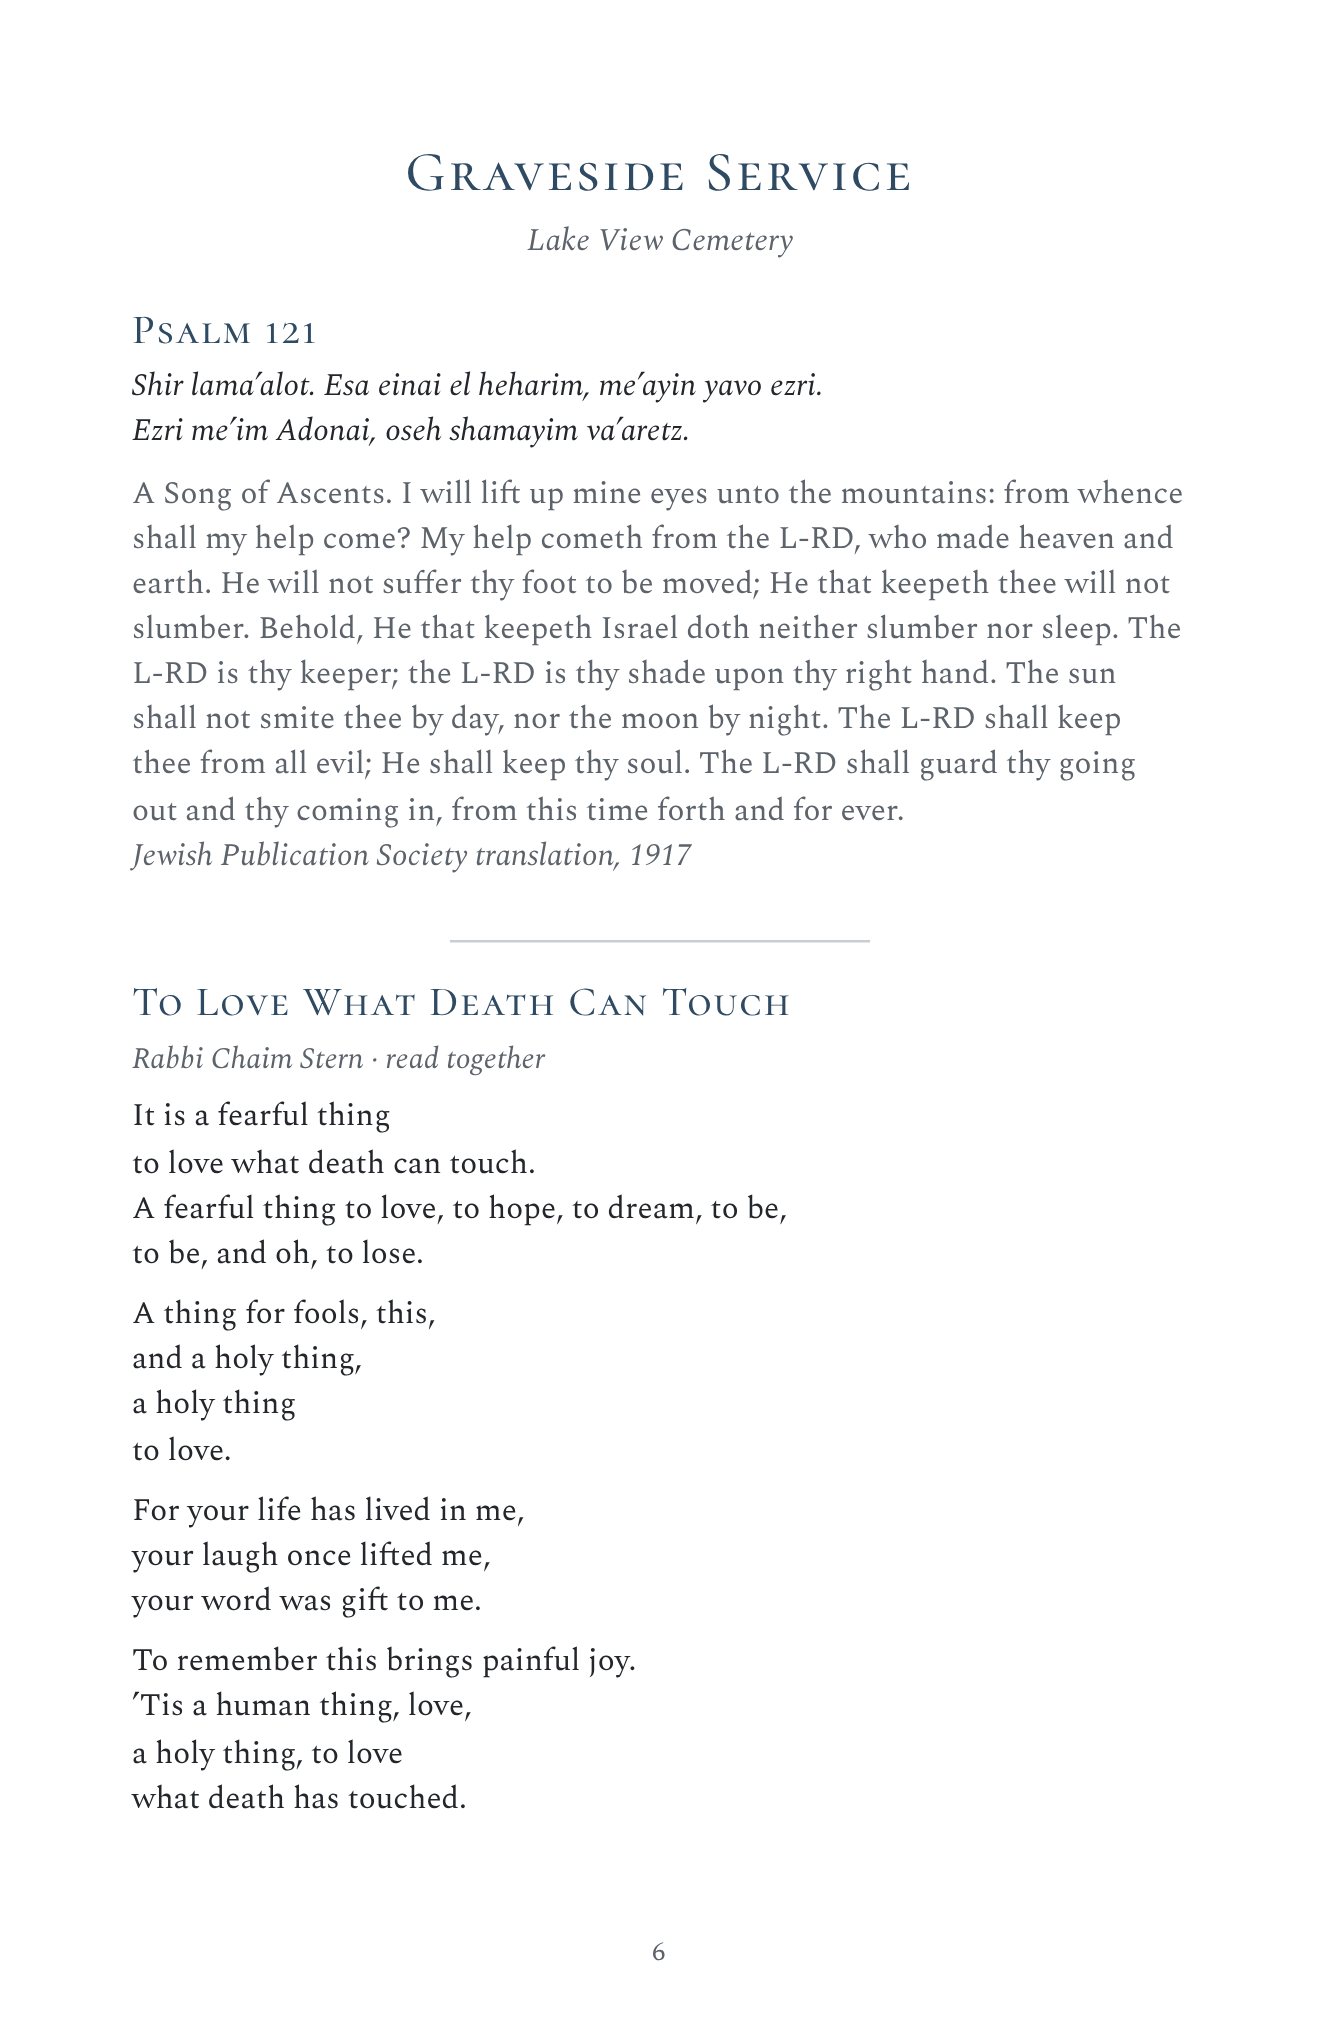 Graveside Service
Lake View Cemetery
Psalm 121
Shir lama′alot. Esa einai el heharim, me′ayin yavo ezri.
Ezri me′im Adonai, oseh shamayim va′aretz.
A Song of Ascents. I will lift up mine eyes unto the mountains: from whence
shall my help come? My help cometh from the L-RD, who made heaven and
earth. He will not suffer thy foot to be moved; He that keepeth thee will not
slumber. Behold, He that keepeth Israel doth neither slumber nor sleep. The
L-RD is thy keeper; the L-RD is thy shade upon thy right hand. The sun
shall not smite thee by day, nor the moon by night. The L-RD shall keep
thee from all evil; He shall keep thy soul. The L-RD shall guard thy going
out and thy coming in, from this time forth and for ever.
Jewish Publication Society translation, 1917
To Love What Death Can Touch
Rabbi Chaim Stern · read together
It is a fearful thing
to love what death can touch.
A fearful thing to love, to hope, to dream, to be,
to be, and oh, to lose.
A thing for fools, this,
and a holy thing,
a holy thing
to love.
For your life has lived in me,
your laugh once lifted me,
your word was gift to me.
To remember this brings painful joy.
′Tis a human thing, love,
a holy thing, to love
what death has touched.
6